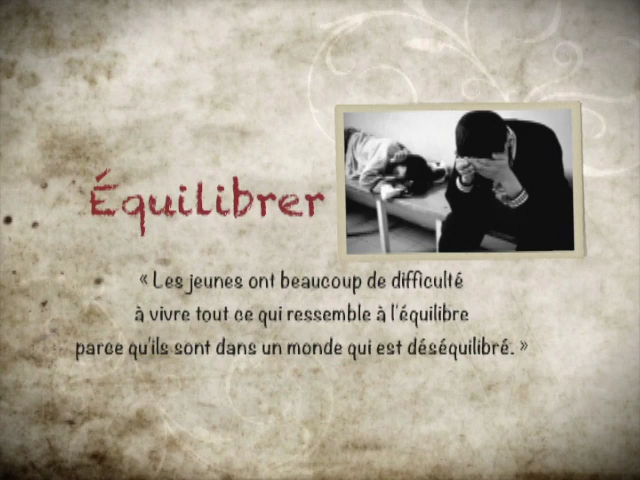 Équilibrer
« Les jeunes ont beaucoup de difficulté
à vivre tout ce qui ressemble à l'équilibre
parce qu'ils sont dans un monde qui est déséquilibré. »